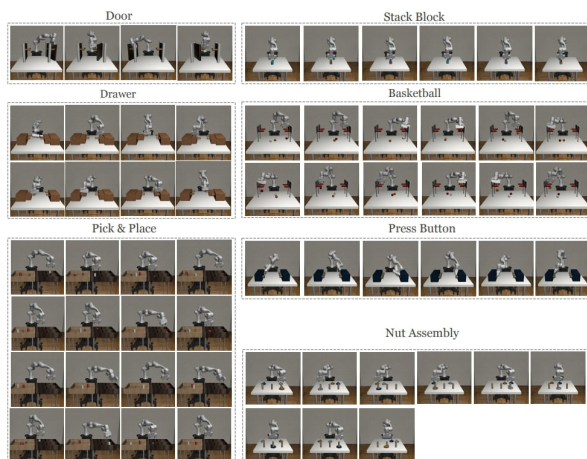 Door
Stack Block
Drawer
Basketball
Pick & Place
Press Button
Nut Assembly